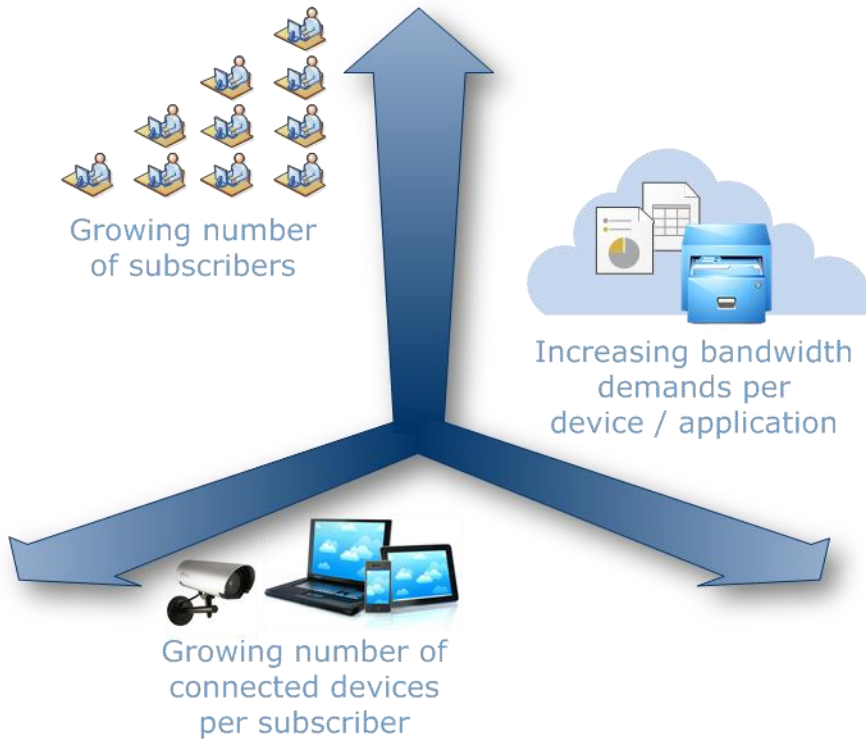 Growing number
of subscribers
Increasing bandwidth
demands per
device / application
Growing number of
connected devices
per subscriber